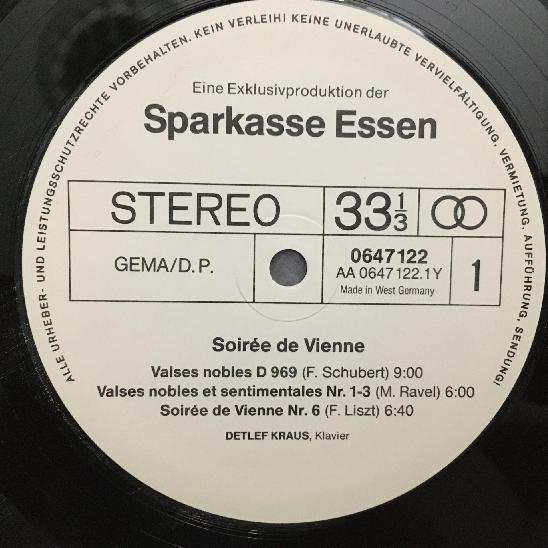 ALLE URHEBER- UND LEISTUNGSSCHUTZRECHTE VORBEHALTEN. KEIN VERLEIH! KEINE UNERLAUBTE VERVIELFÄLTIGUNG, VERMIETUNG, AUFFÜHRUNG, SENDUNG!
Eine Exklusivproduktion der
Sparkasse Essen
STEREO 33 1/3
GEMA/D.P. 0647122
AA 0647122.1Y
Made in West Germany
1
Soirée de Vienne
Valses nobles D 969 (F. Schubert) 9:00
Valses nobles et sentimentales Nr. 1-3 (M. Ravel) 6:00
Soirée de Vienne Nr. 6 (F. Liszt) 6:40
DETLEF KRAUS, Klavier